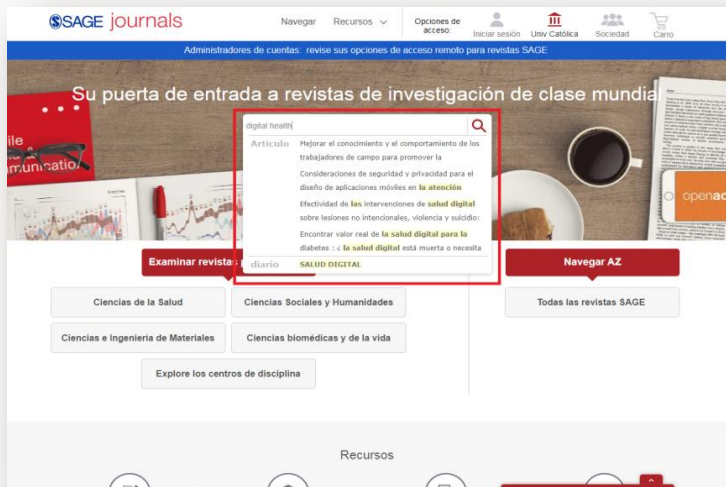 SAGE journals
Navegar Recursos
Opciones de acceso:
Iniciar sesión Univ Católica Sociedad Carro
Administradores de cuentas: revise sus opciones de acceso remoto para revistas SAGE
Su puerta de entrada a revistas de investigación de clase mundia
digital health
Artículo Mejorar el conocimiento y el comportamiento de los
trabajadores de campo para promover la
Consideraciones de seguridad y privacidad para el
diseño de aplicaciones móviles en la atención
Efectividad de las intervenciones de salud digital
sobre lesiones no intencionales, violencia y suicidio:
Encontrar valor real de la salud digital para la
diabetes : ¿ la salud digital está muerta o necesita
diario SALUD DIGITAL
openac
Examinar revistas
Navegar AZ
Ciencias de la Salud
Ciencias Sociales y Humanidades
Todas las revistas SAGE
Ciencias e Ingeniería de Materiales
Ciencias biomédicas y de la vida
Explore los centros de disciplina
Recursos